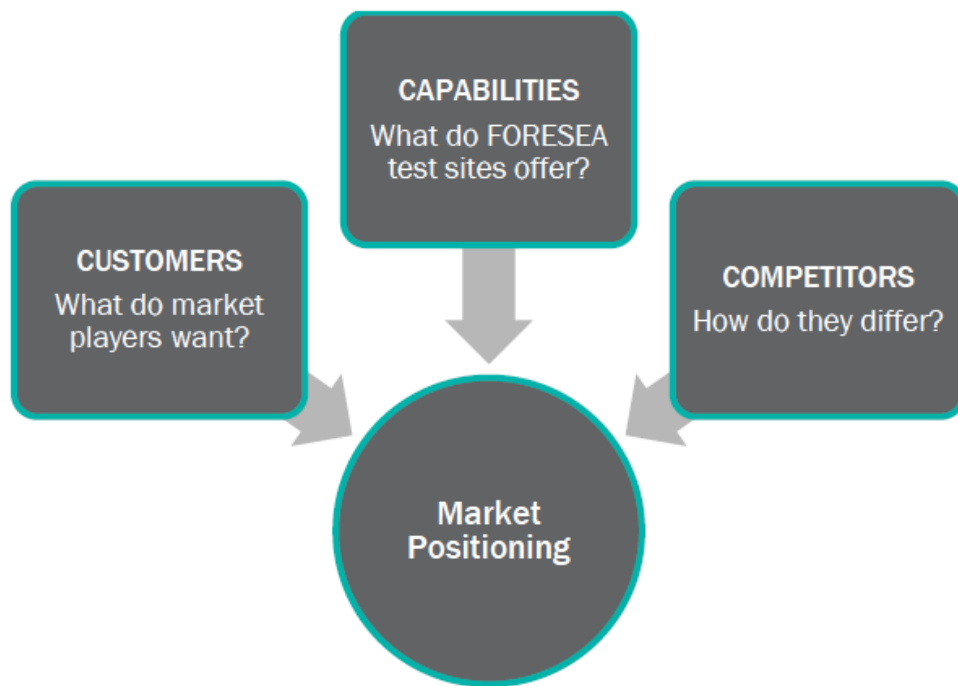 CAPABILITIES
What do FORESEA
test sites offer?
CUSTOMERS
What do market
players want?
COMPETITORS
How do they differ?
Market
Positioning